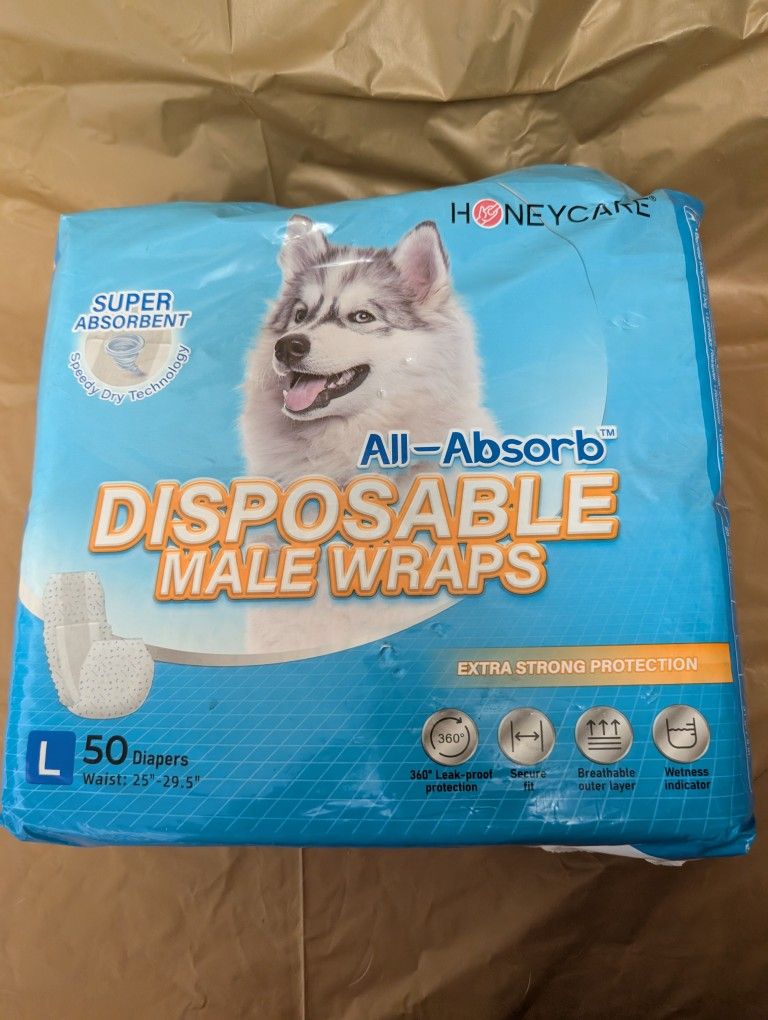 HONEYCARE®
SUPER
ABSORBENT
Speedy Dry Technology
All-Absorb™
DISPOSABLE
MALE WRAPS
EXTRA STRONG PROTECTION
L
50 Diapers
Waist: 25"-29.5"
360°
360° Leak-proof
protection
Secure
fit
Breathable
outer layer
Wetness
indicator